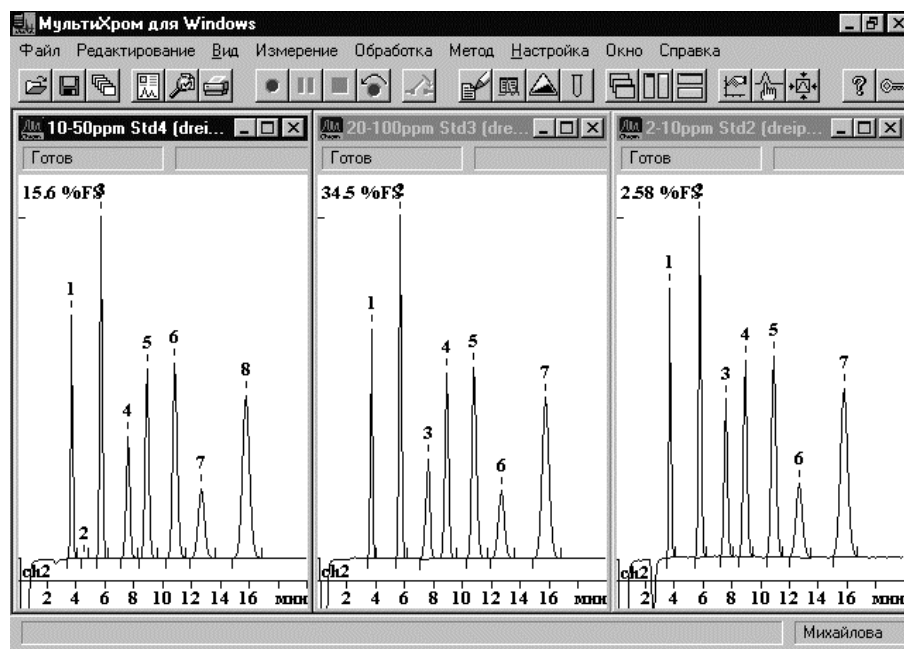 МультиХром для Windows
Файл Редактирование Вид Измерение Обработка Метод Настройка Окно Справка
10-50ppm Std4 (drei...
Готов
15.6 %FS
3
1
5
6
8
4
7
2
ch2
2 4 6 8 10 12 14 16 мин
20-100ppm Std3 (dre...
Готов
34.5 %FS
2
1
4
5
7
3
6
2 4 6 8 10 12 14 16 мин
2-10ppm Std2 (dreip...
Готов
2.58 %FS
2
1
4
5
7
3
6
ch2
2 4 6 8 10 12 14 16 мин
Михайлова